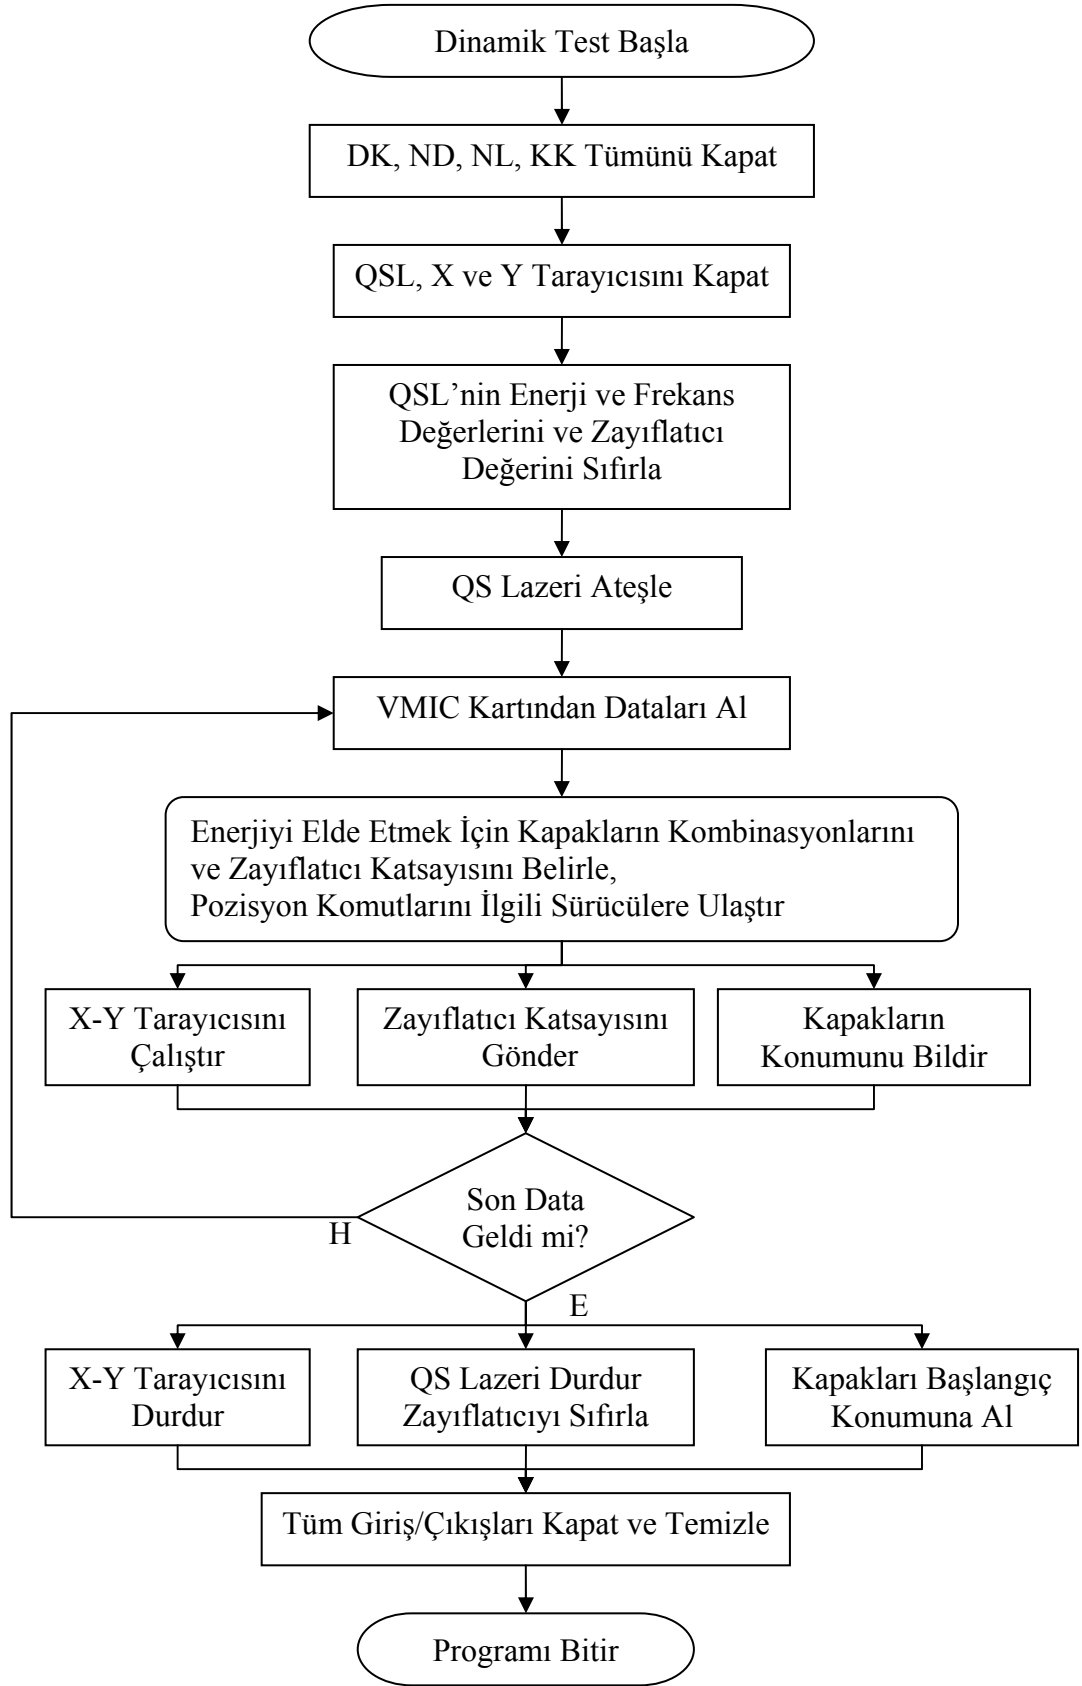 Dinamik Test Başla
DK, ND, NL, KK Tümünü Kapat
QSL, X ve Y Tarayıcısını Kapat
QSL’nin Enerji ve Frekans
Değerlerini ve Zayıflatıcı
Değerini Sıfırla
QS Lazeri Ateşle
VMIC Kartından Dataları Al
Enerjiyi Elde Etmek İçin Kapakların Kombinasyonlarını
ve Zayıflatıcı Katsayısını Belirle,
Pozisyon Komutlarını İlgili Sürücülere Ulaştır
X-Y Tarayıcısını
Çalıştır
Zayıflatıcı Katsayısını
Gönder
Kapakların
Konumunu Bildir
Son Data
Geldi mi?
H
E
X-Y Tarayıcısını
Durdur
QS Lazeri Durdur
Zayıflatıcıyı Sıfırla
Kapakları Başlangıç
Konumuna Al
Tüm Giriş/Çıkışları Kapat ve Temizle
Programı Bitir